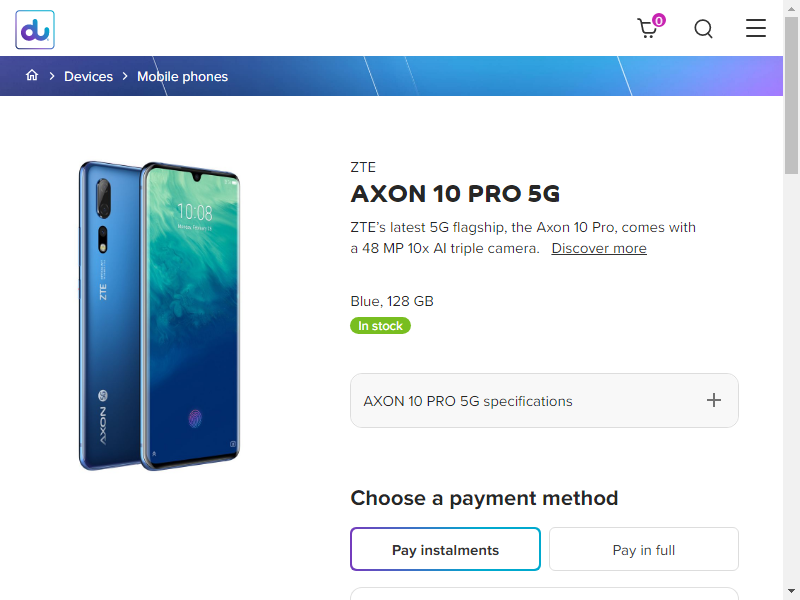 du
0
Devices
Mobile phones
ZTE
AXON 10 PRO 5G
ZTE’s latest 5G flagship, the Axon 10 Pro, comes with
a 48 MP 10x AI triple camera. Discover more
10:08
ZTE
AXON
Blue, 128 GB
In stock
AXON 10 PRO 5G specifications
Choose a payment method
Pay instalments
Pay in full